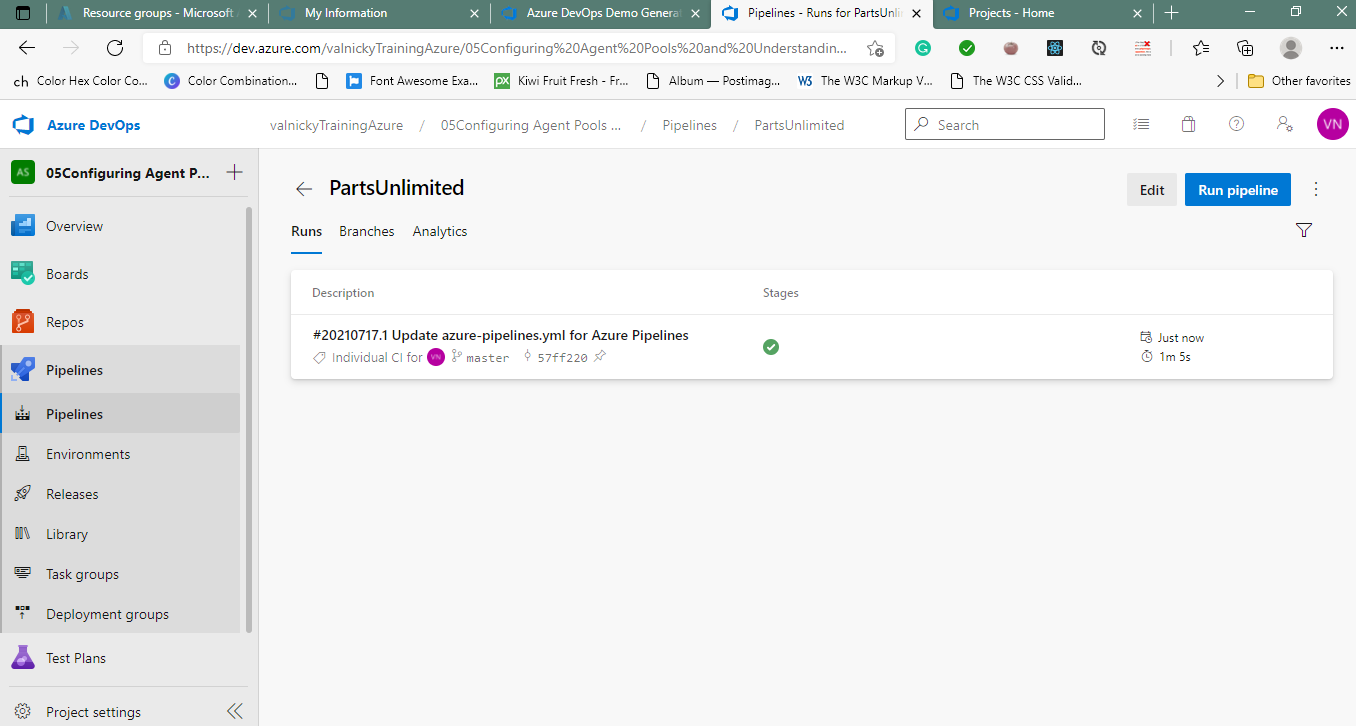 Resource groups - Microsoft A
My Information
Azure DevOps Demo Generat
Pipelines - Runs for PartsUnlim
Projects - Home
https://dev.azure.com/valnickyTrainingAzure/05Configuring%20Agent%20Pools%20and%20Understandin...
ch Color Hex Color Co...
C Color Combination...
Font Awesome Exa...
px Kiwi Fruit Fresh - Fr...
Album — Postimag...
W3 The W3C Markup V...
The W3C CSS Valid...
Other favorites
Azure DevOps
valnickyTrainingAzure / 05Configuring Agent Pools ... / Pipelines / PartsUnlimited
Search
VN
AS 05Configuring Agent P...
Overview
Boards
Repos
Pipelines
Pipelines
Environments
Releases
Library
Task groups
Deployment groups
Test Plans
Project settings
PartsUnlimited
Edit
Run pipeline
Runs Branches Analytics
Description Stages
#20210717.1 Update azure-pipelines.yml for Azure Pipelines
Individual CI for VN master 57ff220
Just now
1m 5s